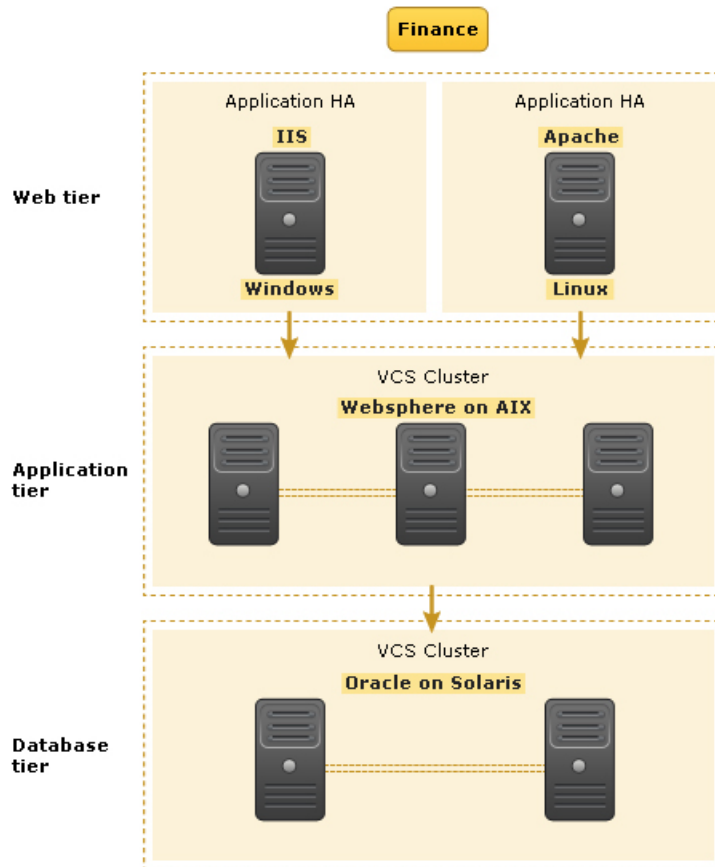 Finance
Application HA
Application HA
IIS
Apache
Web tier
Windows
Linux
VCS Cluster
Websphere on AIX
Application
tier
VCS Cluster
Oracle on Solaris
Database
tier